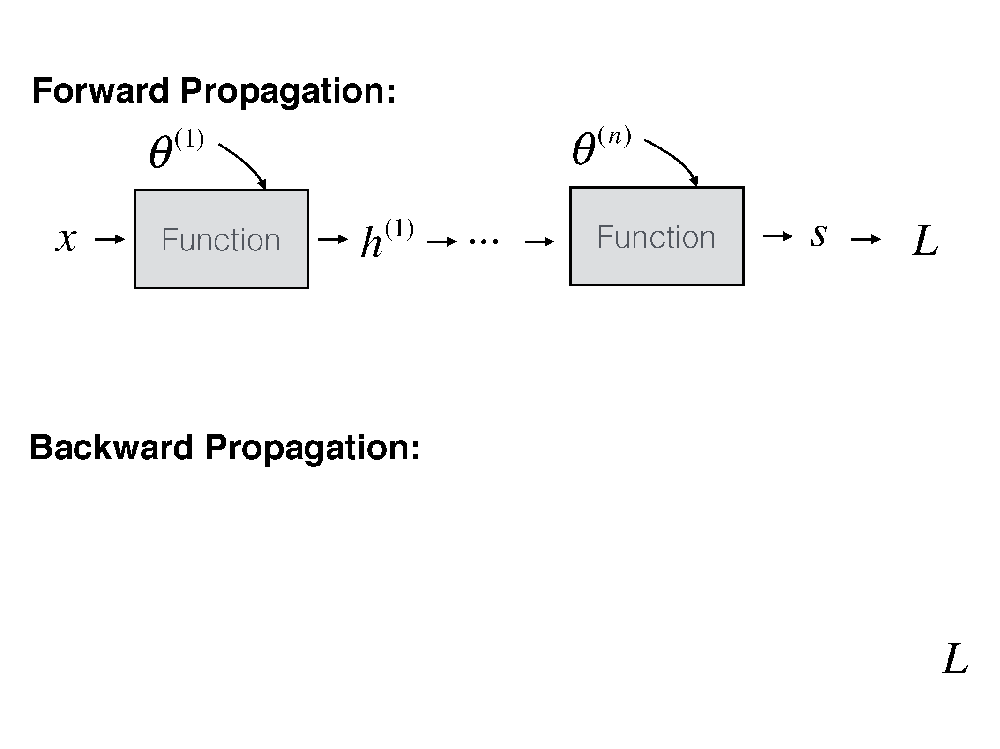 Forward Propagation:
θ^(1) θ^(n)
x → Function → h^(1) → ··· → Function → s → L
Backward Propagation:
L